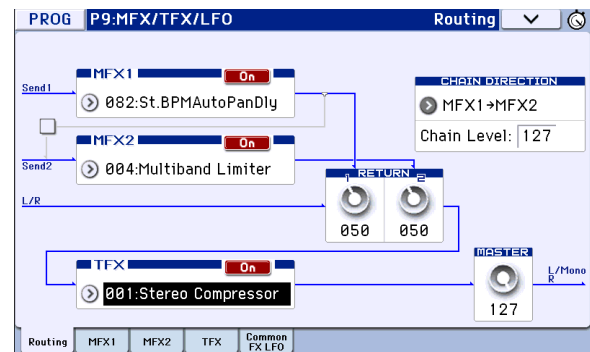 PROG P9:MFX/TFX/LFO Routing
MFX1 On
Send1
082:St.BPMAutoPanDly
CHAIN DIRECTION
MFX1→MFX2
Chain Level: 127
MFX2 On
Send2
004:Multiband Limiter
RETURN
1 2
050 050
L/R
TFX On
001:Stereo Compressor
MASTER
127
L/Mono
R
Routing MFX1 MFX2 TFX Common FX LFO